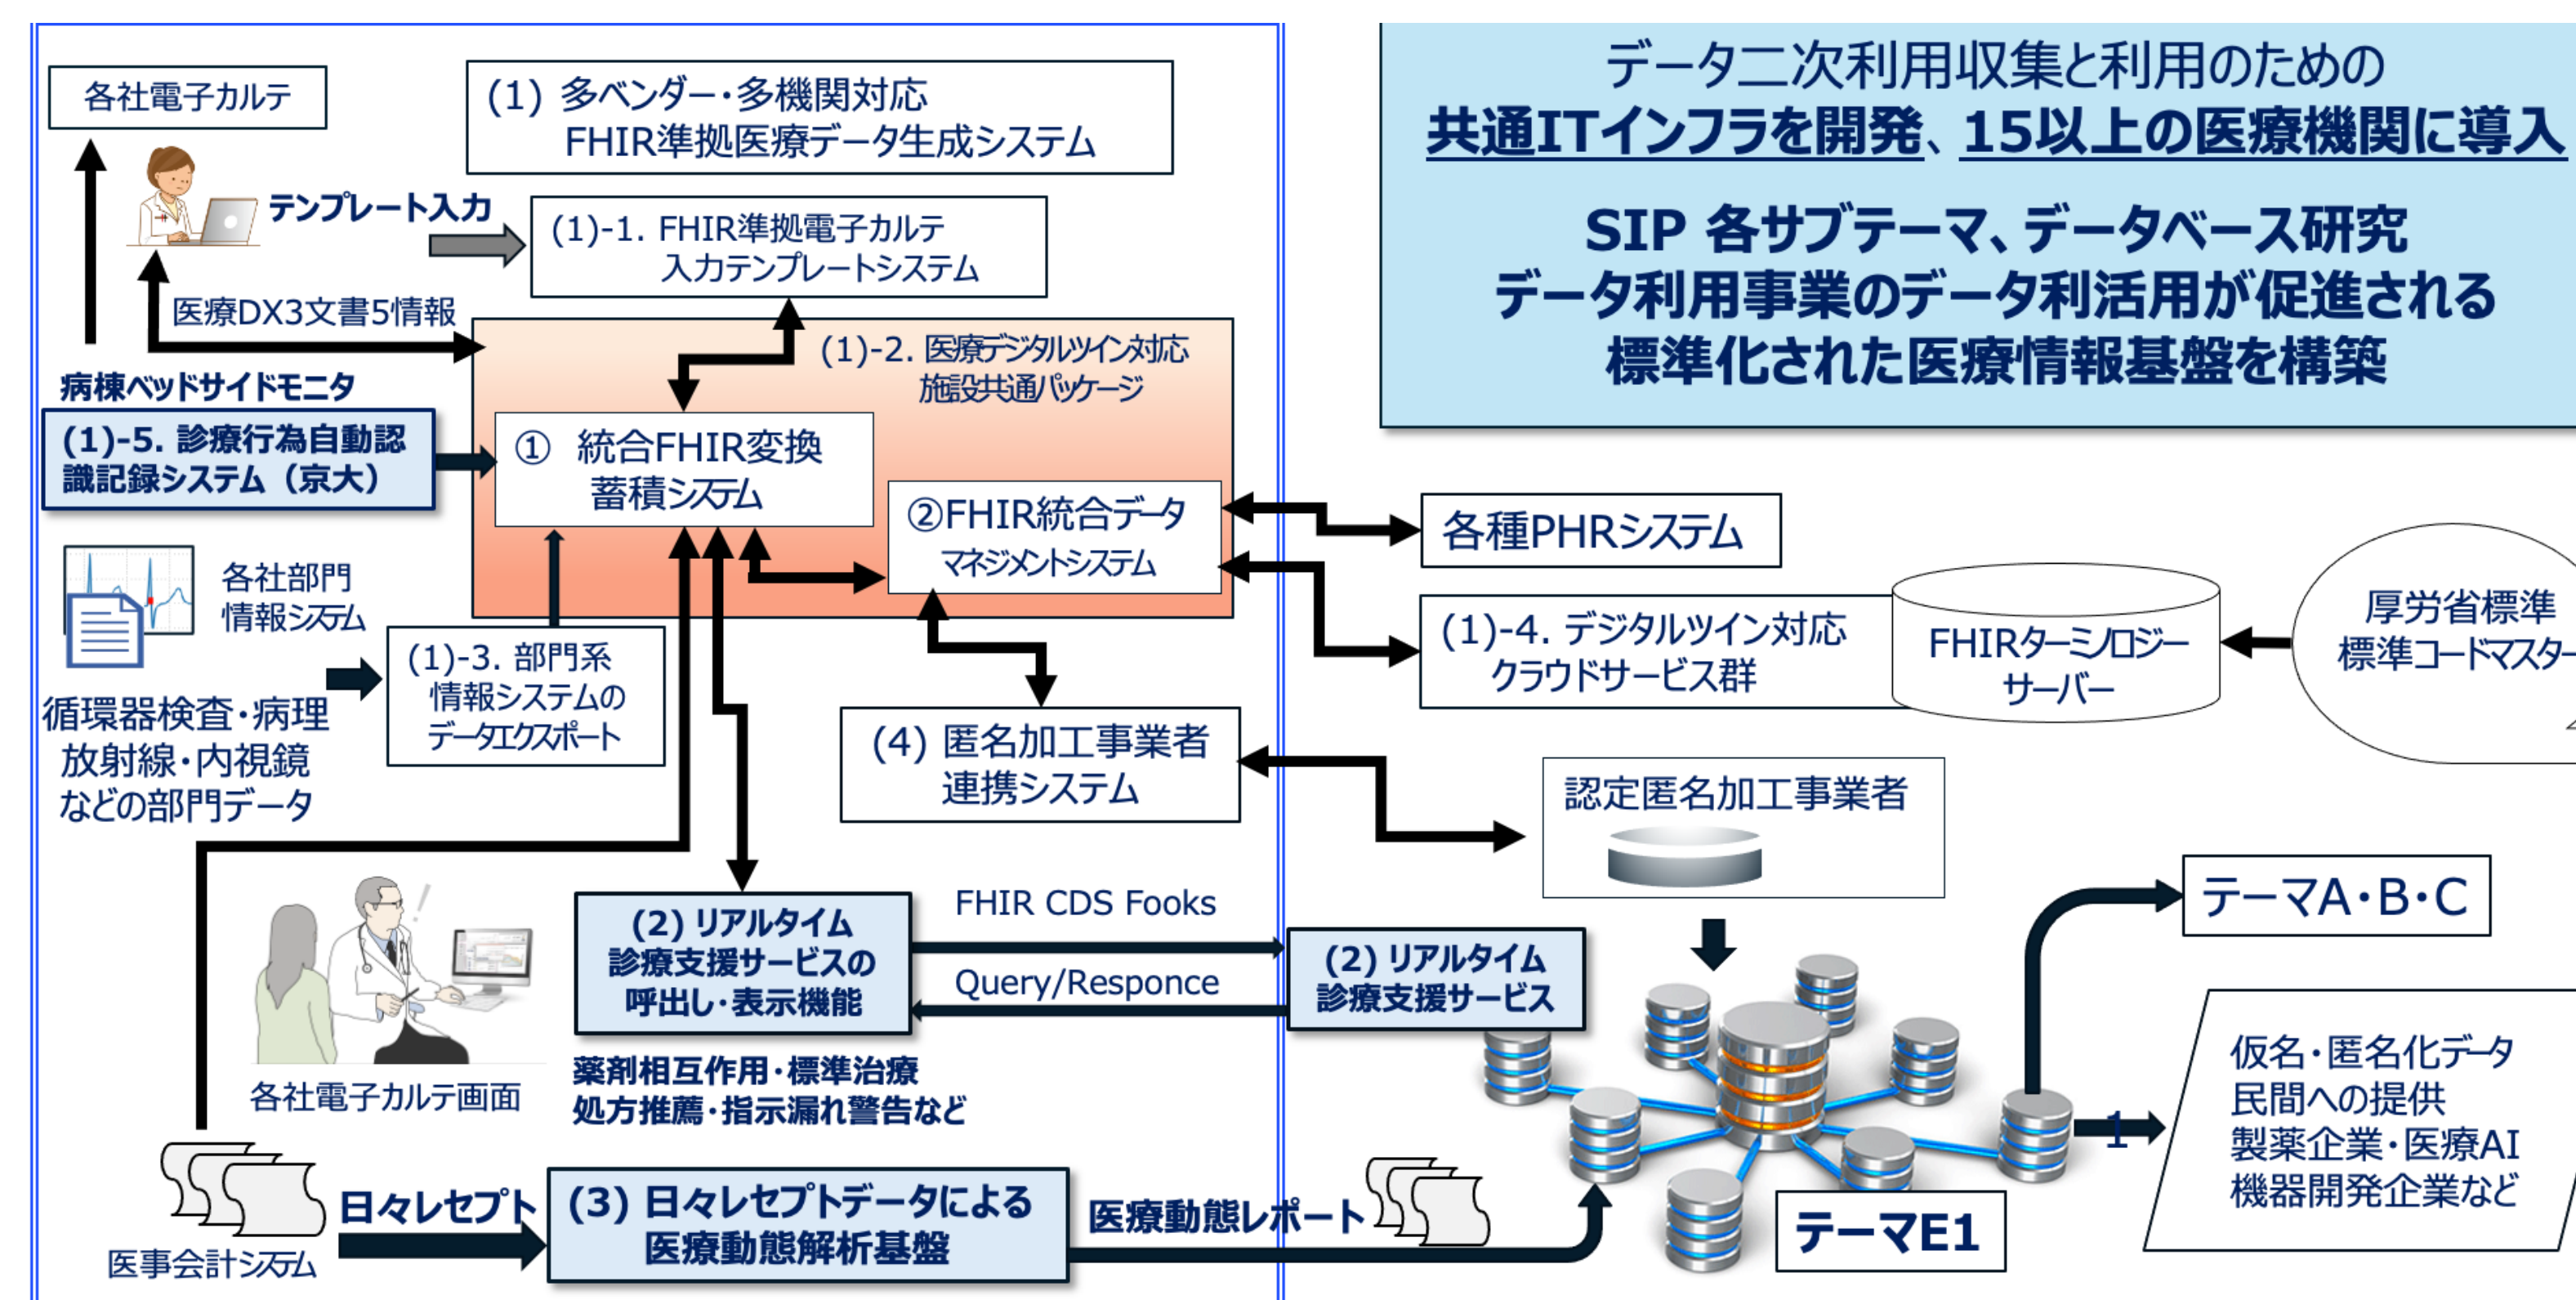 各社電子カルテ
(1) 多ベンダー・多機関対応
FHIR準拠医療データ生成システム
テンプレート入力
(1)-1. FHIR準拠電子カルテ
入力テンプレートシステム
医療DX3文書5情報
(1)-2. 医療デジタルツイン対応
施設共通パッケージ
病棟ベッドサイドモニタ
(1)-5. 診療行為自動認
識記録システム（京大）
① 統合FHIR変換
蓄積システム
②FHIR統合データ
マネジメントシステム
各社部門
情報システム
(1)-3. 部門系
情報システムの
データエクスポート
循環器検査・病理
放射線・内視鏡
などの部門データ
(4) 匿名加工事業者
連携システム
各社電子カルテ画面
(2) リアルタイム
診療支援サービスの
呼出し・表示機能
FHIR CDS Fooks
Query/Responce
薬剤相互作用・標準治療
処方推薦・指示漏れ警告など
医事会計システム
日々レセプト
(3) 日々レセプトデータによる
医療動態解析基盤
医療動態レポート
データ二次利用収集と利用のための
共通ITインフラを開発、15以上の医療機関に導入
SIP 各サブテーマ、データベース研究
データ利用事業のデータ利活用が促進される
標準化された医療情報基盤を構築
各種PHRシステム
(1)-4. デジタルツイン対応
クラウドサービス群
FHIRターミノロジー
サーバー
厚労省標準
標準コードマスター
認定匿名加工事業者
(2) リアルタイム
診療支援サービス
テーマA・B・C
テーマE1
1
仮名・匿名化データ
民間への提供
製薬企業・医療AI
機器開発企業など